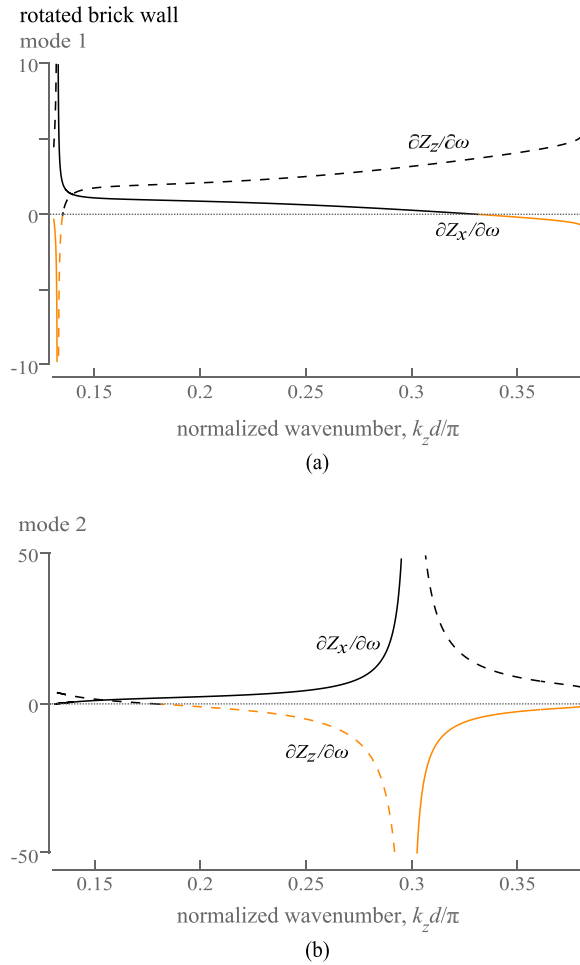 rotated brick wall
mode 1
10
∂Z_z/∂ω
0
∂Z_x/∂ω
-10
0.15 0.2 0.25 0.3 0.35
normalized wavenumber, k_z d/π
(a)
mode 2
50
∂Z_x/∂ω
0
∂Z_z/∂ω
-50
0.15 0.2 0.25 0.3 0.35
normalized wavenumber, k_z d/π
(b)